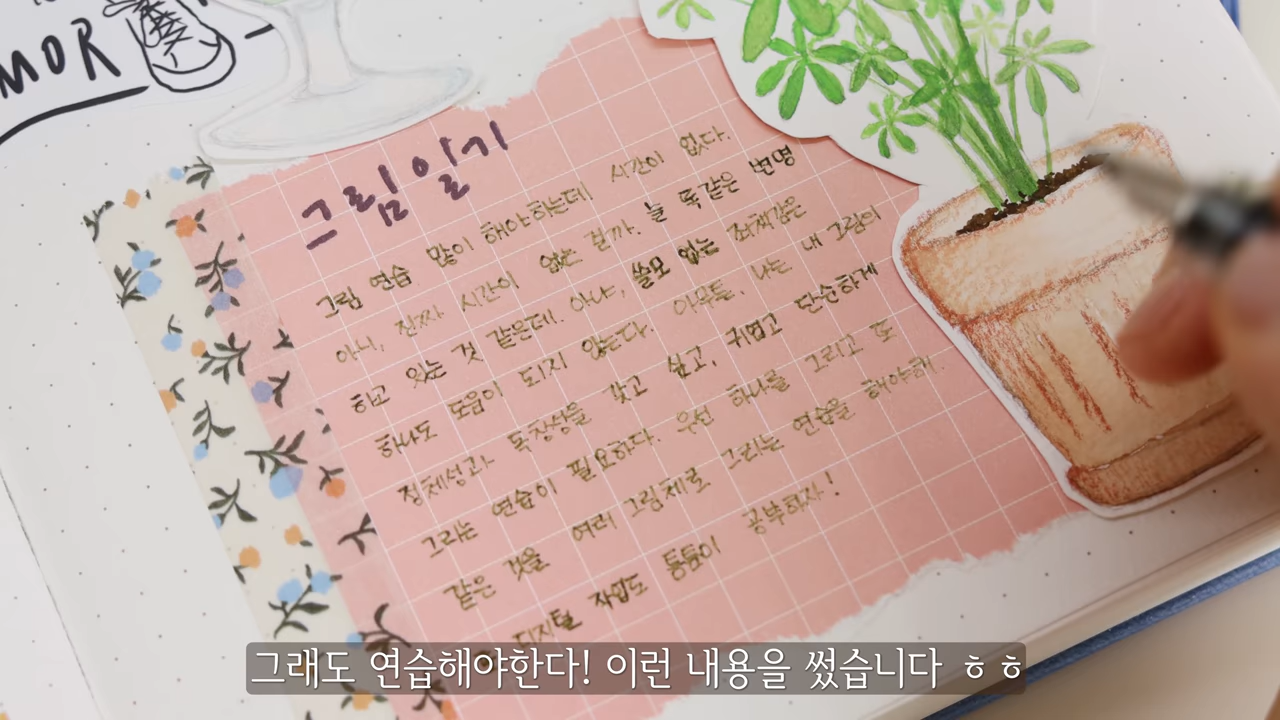 MOR
그림일기
그림 연습 많이 해야하는데 시간이 없다.
아니, 진짜 시간이 없는 걸까. 늘 똑같은 변명
하고 있는 것 같은데. 아냐, 쓸모 없는 자책감은
하나도 도움이 되지 않는다. 아무튼, 나는 내 그림의
정체성과 독창성을 찾고 싶고, 귀엽고 단순하게
그리는 연습이 필요하다. 우선 하나를 그리고 또
같은 것을 여러 그림체로 그리는 연습을 해야해.
디지털 작업도 틈틈이 공부하자!
그래도 연습해야한다! 이런 내용을 썼습니다 ㅎㅎ